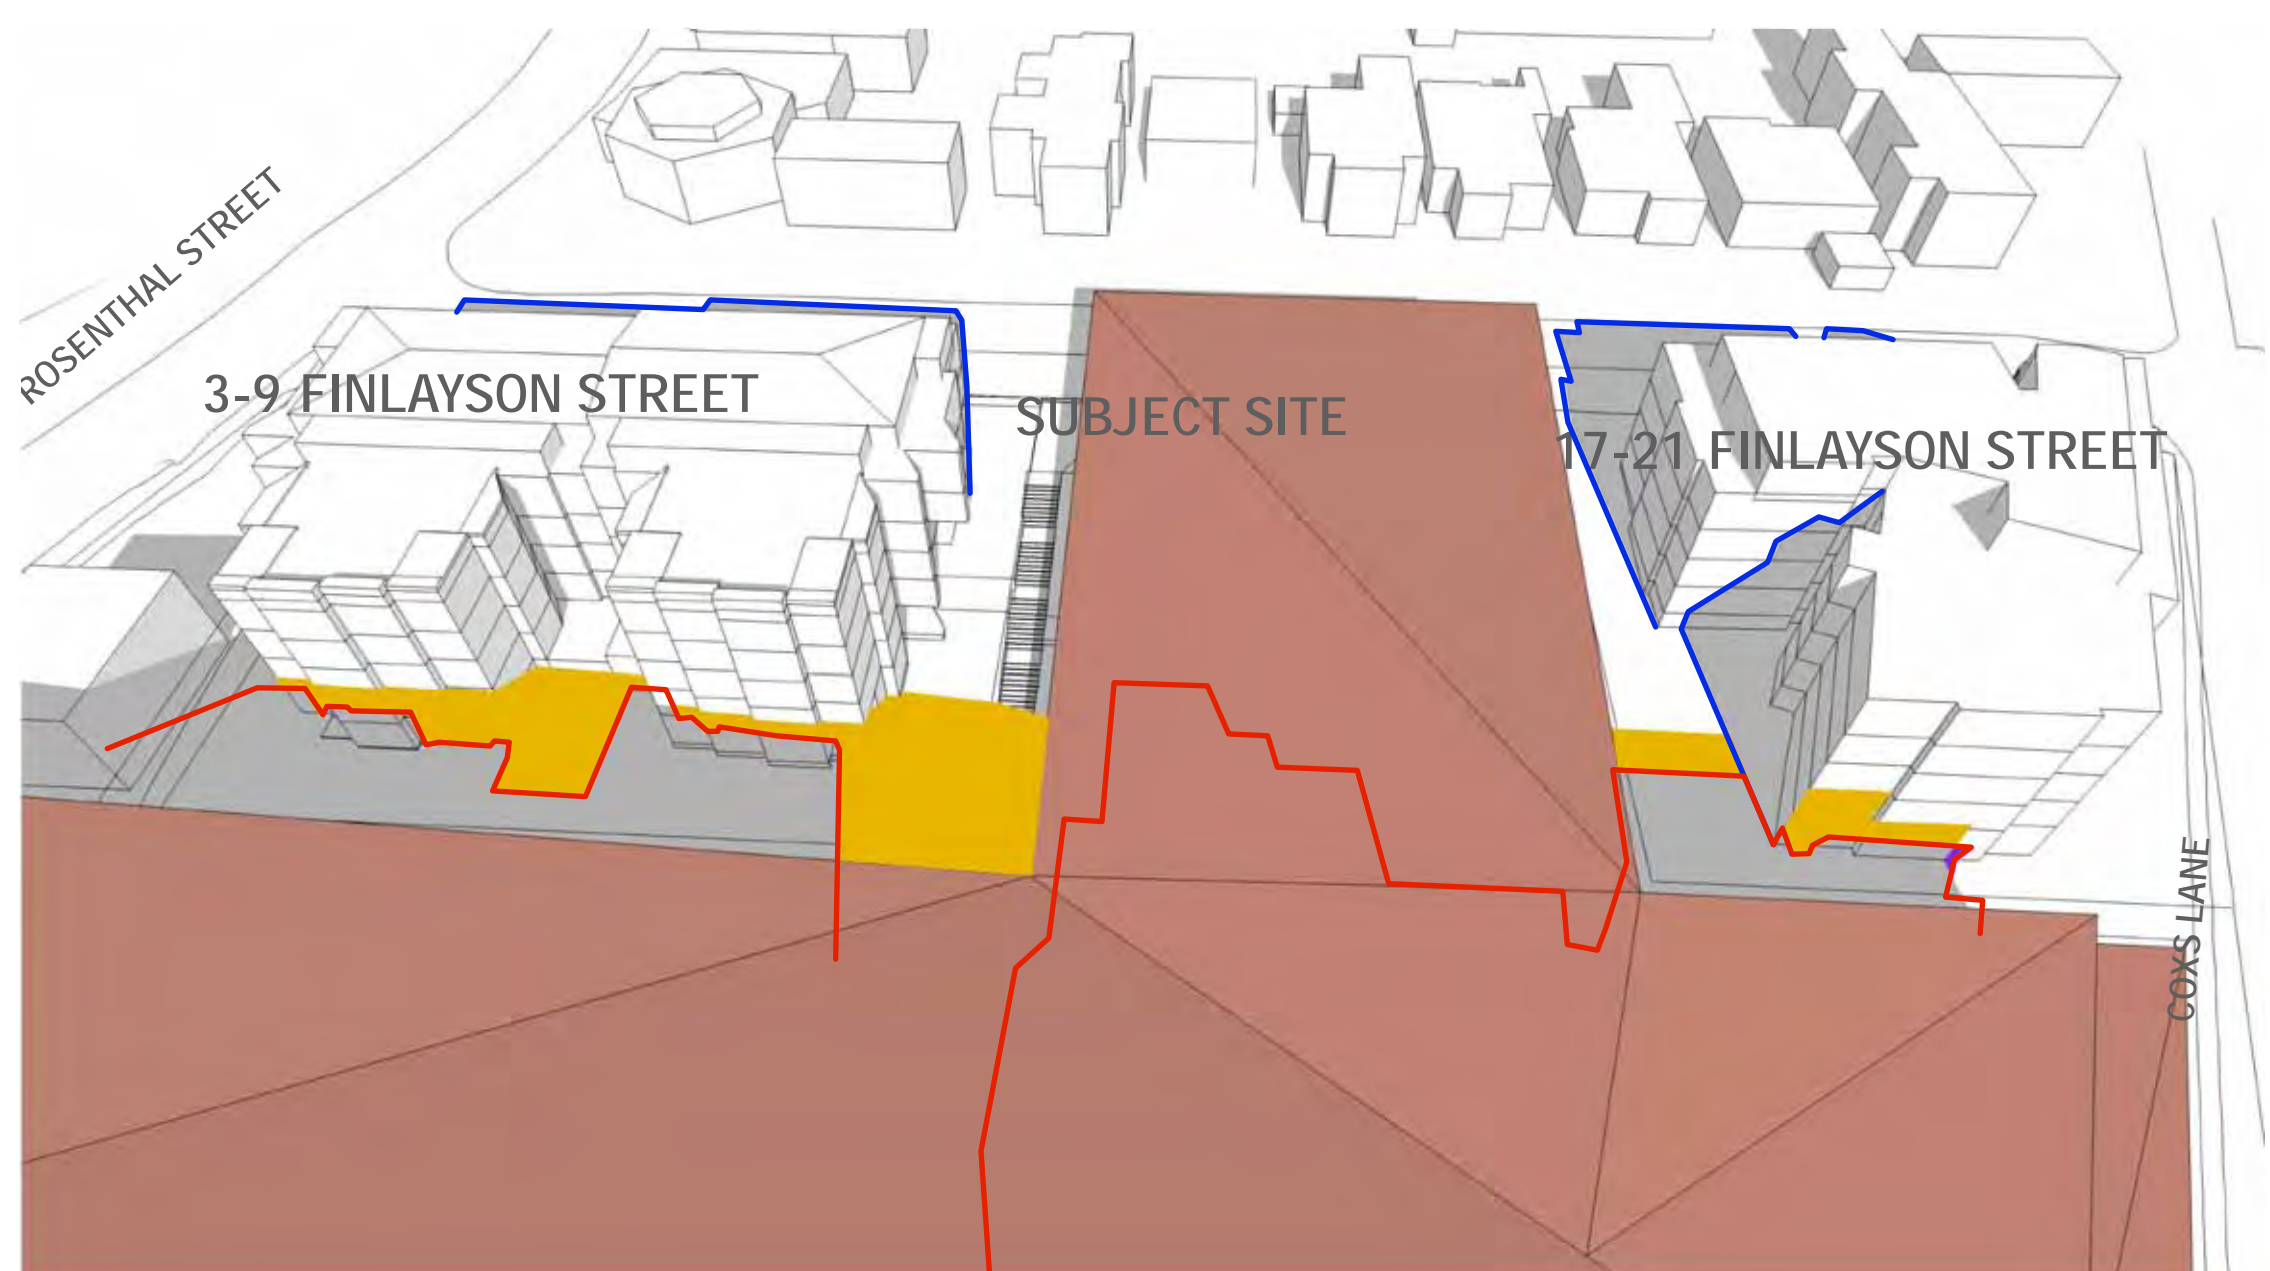 ROSENTHAL STREET
3-9 FINLAYSON STREET
SUBJECT SITE
17-21 FINLAYSON STREET
COXS LANE